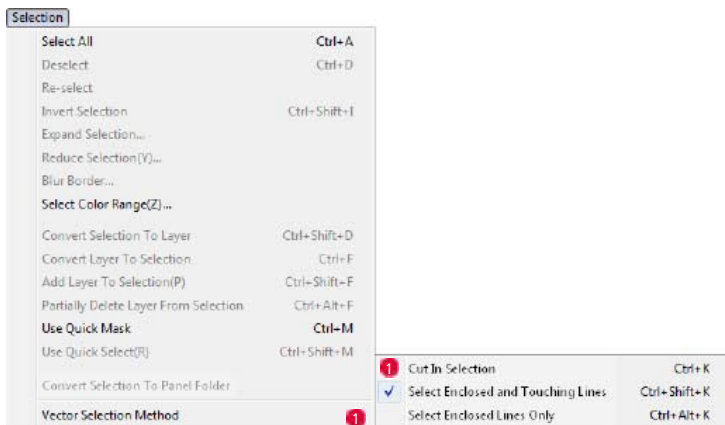 Selection
Select All Ctrl+A
Deselect Ctrl+D
Re-select
Invert Selection Ctrl+Shift+I
Expand Selection...
Reduce Selection(V)...
Blur Border...
Select Color Range(Z)...
Convert Selection To Layer Ctrl+Shift+D
Convert Layer To Selection Ctrl+F
Add Layer To Selection(P) Ctrl+Shift+F
Partially Delete Layer From Selection Ctrl+Alt+F
Use Quick Mask Ctrl+M
Use Quick Select(R) Ctrl+Shift+M
Convert Selection To Panel Folder
Vector Selection Method 1
1 Cut In Selection Ctrl+K
Select Enclosed and Touching Lines Ctrl+Shift+K
Select Enclosed Lines Only Ctrl+Alt+K